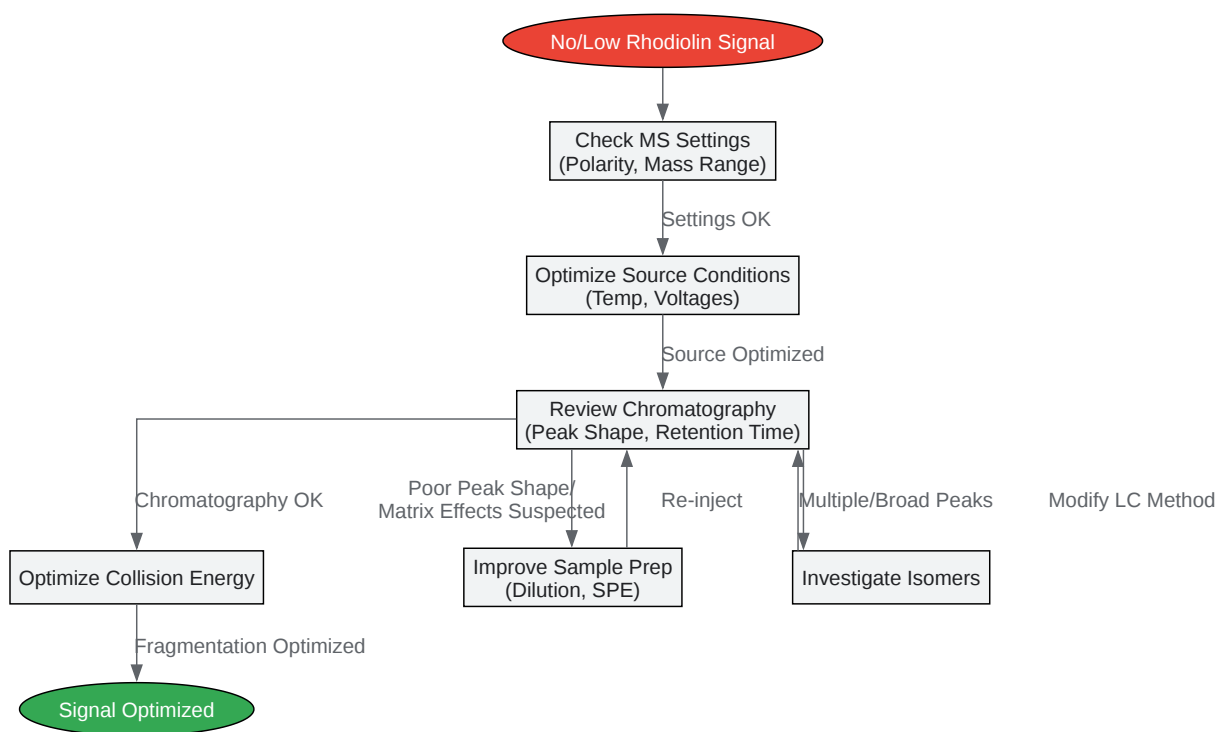 No/Low Rhodiolin Signal
Check MS Settings
(Polarity, Mass Range)
Settings OK
Optimize Source Conditions
(Temp, Voltages)
Source Optimized
Review Chromatography
(Peak Shape, Retention Time)
Chromatography OK
Poor Peak Shape/
Matrix Effects Suspected
Re-inject
Multiple/Broad Peaks
Modify LC Method
Optimize Collision Energy
Improve Sample Prep
(Dilution, SPE)
Investigate Isomers
Fragmentation Optimized
Signal Optimized